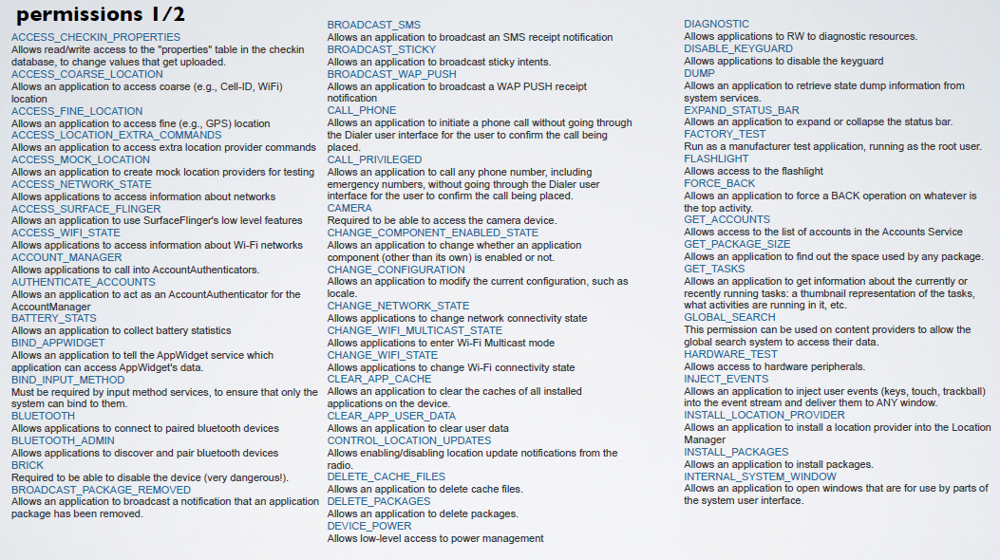 permissions 1/2
ACCESS_CHECKIN_PROPERTIES
Allows read/write access to the "properties" table in the checkin
database, to change values that get uploaded.
ACCESS_COARSE_LOCATION
Allows an application to access coarse (e.g., Cell-ID, WiFi)
location
ACCESS_FINE_LOCATION
Allows an application to access fine (e.g., GPS) location
ACCESS_LOCATION_EXTRA_COMMANDS
Allows an application to access extra location provider commands
ACCESS_MOCK_LOCATION
Allows an application to create mock location providers for testing
ACCESS_NETWORK_STATE
Allows applications to access information about networks
ACCESS_SURFACE_FLINGER
Allows an application to use SurfaceFlinger's low level features
ACCESS_WIFI_STATE
Allows applications to access information about Wi-Fi networks
ACCOUNT_MANAGER
Allows applications to call into AccountAuthenticators.
AUTHENTICATE_ACCOUNTS
Allows an application to act as an AccountAuthenticator for the
AccountManager
BATTERY_STATS
Allows an application to collect battery statistics
BIND_APPWIDGET
Allows an application to tell the AppWidget service which
application can access AppWidget's data.
BIND_INPUT_METHOD
Must be required by input method services, to ensure that only the
system can bind to them.
BLUETOOTH
Allows applications to connect to paired bluetooth devices
BLUETOOTH_ADMIN
Allows applications to discover and pair bluetooth devices
BRICK
Required to be able to disable the device (very dangerous!).
BROADCAST_PACKAGE_REMOVED
Allows an application to broadcast a notification that an application
package has been removed.
BROADCAST_SMS
Allows an application to broadcast an SMS receipt notification
BROADCAST_STICKY
Allows an application to broadcast sticky intents.
BROADCAST_WAP_PUSH
Allows an application to broadcast a WAP PUSH receipt
notification
CALL_PHONE
Allows an application to initiate a phone call without going through
the Dialer user interface for the user to confirm the call being
placed.
CALL_PRIVILEGED
Allows an application to call any phone number, including
emergency numbers, without going through the Dialer user
interface for the user to confirm the call being placed.
CAMERA
Required to be able to access the camera device.
CHANGE_COMPONENT_ENABLED_STATE
Allows an application to change whether an application
component (other than its own) is enabled or not.
CHANGE_CONFIGURATION
Allows an application to modify the current configuration, such as
locale.
CHANGE_NETWORK_STATE
Allows applications to change network connectivity state
CHANGE_WIFI_MULTICAST_STATE
Allows applications to enter Wi-Fi Multicast mode
CHANGE_WIFI_STATE
Allows applications to change Wi-Fi connectivity state
CLEAR_APP_CACHE
Allows an application to clear the caches of all installed
applications on the device.
CLEAR_APP_USER_DATA
Allows an application to clear user data
CONTROL_LOCATION_UPDATES
Allows enabling/disabling location update notifications from the
radio.
DELETE_CACHE_FILES
Allows an application to delete cache files.
DELETE_PACKAGES
Allows an application to delete packages.
DEVICE_POWER
Allows low-level access to power management
DIAGNOSTIC
Allows applications to RW to diagnostic resources.
DISABLE_KEYGUARD
Allows applications to disable the keyguard
DUMP
Allows an application to retrieve state dump information from
system services.
EXPAND_STATUS_BAR
Allows an application to expand or collapse the status bar.
FACTORY_TEST
Run as a manufacturer test application, running as the root user.
FLASHLIGHT
Allows access to the flashlight
FORCE_BACK
Allows an application to force a BACK operation on whatever is
the top activity.
GET_ACCOUNTS
Allows access to the list of accounts in the Accounts Service
GET_PACKAGE_SIZE
Allows an application to find out the space used by any package.
GET_TASKS
Allows an application to get information about the currently or
recently running tasks: a thumbnail representation of the tasks,
what activities are running in it, etc.
GLOBAL_SEARCH
This permission can be used on content providers to allow the
global search system to access their data.
HARDWARE_TEST
Allows access to hardware peripherals.
INJECT_EVENTS
Allows an application to inject user events (keys, touch, trackball)
into the event stream and deliver them to ANY window.
INSTALL_LOCATION_PROVIDER
Allows an application to install a location provider into the Location
Manager
INSTALL_PACKAGES
Allows an application to install packages.
INTERNAL_SYSTEM_WINDOW
Allows an application to open windows that are for use by parts of
the system user interface.